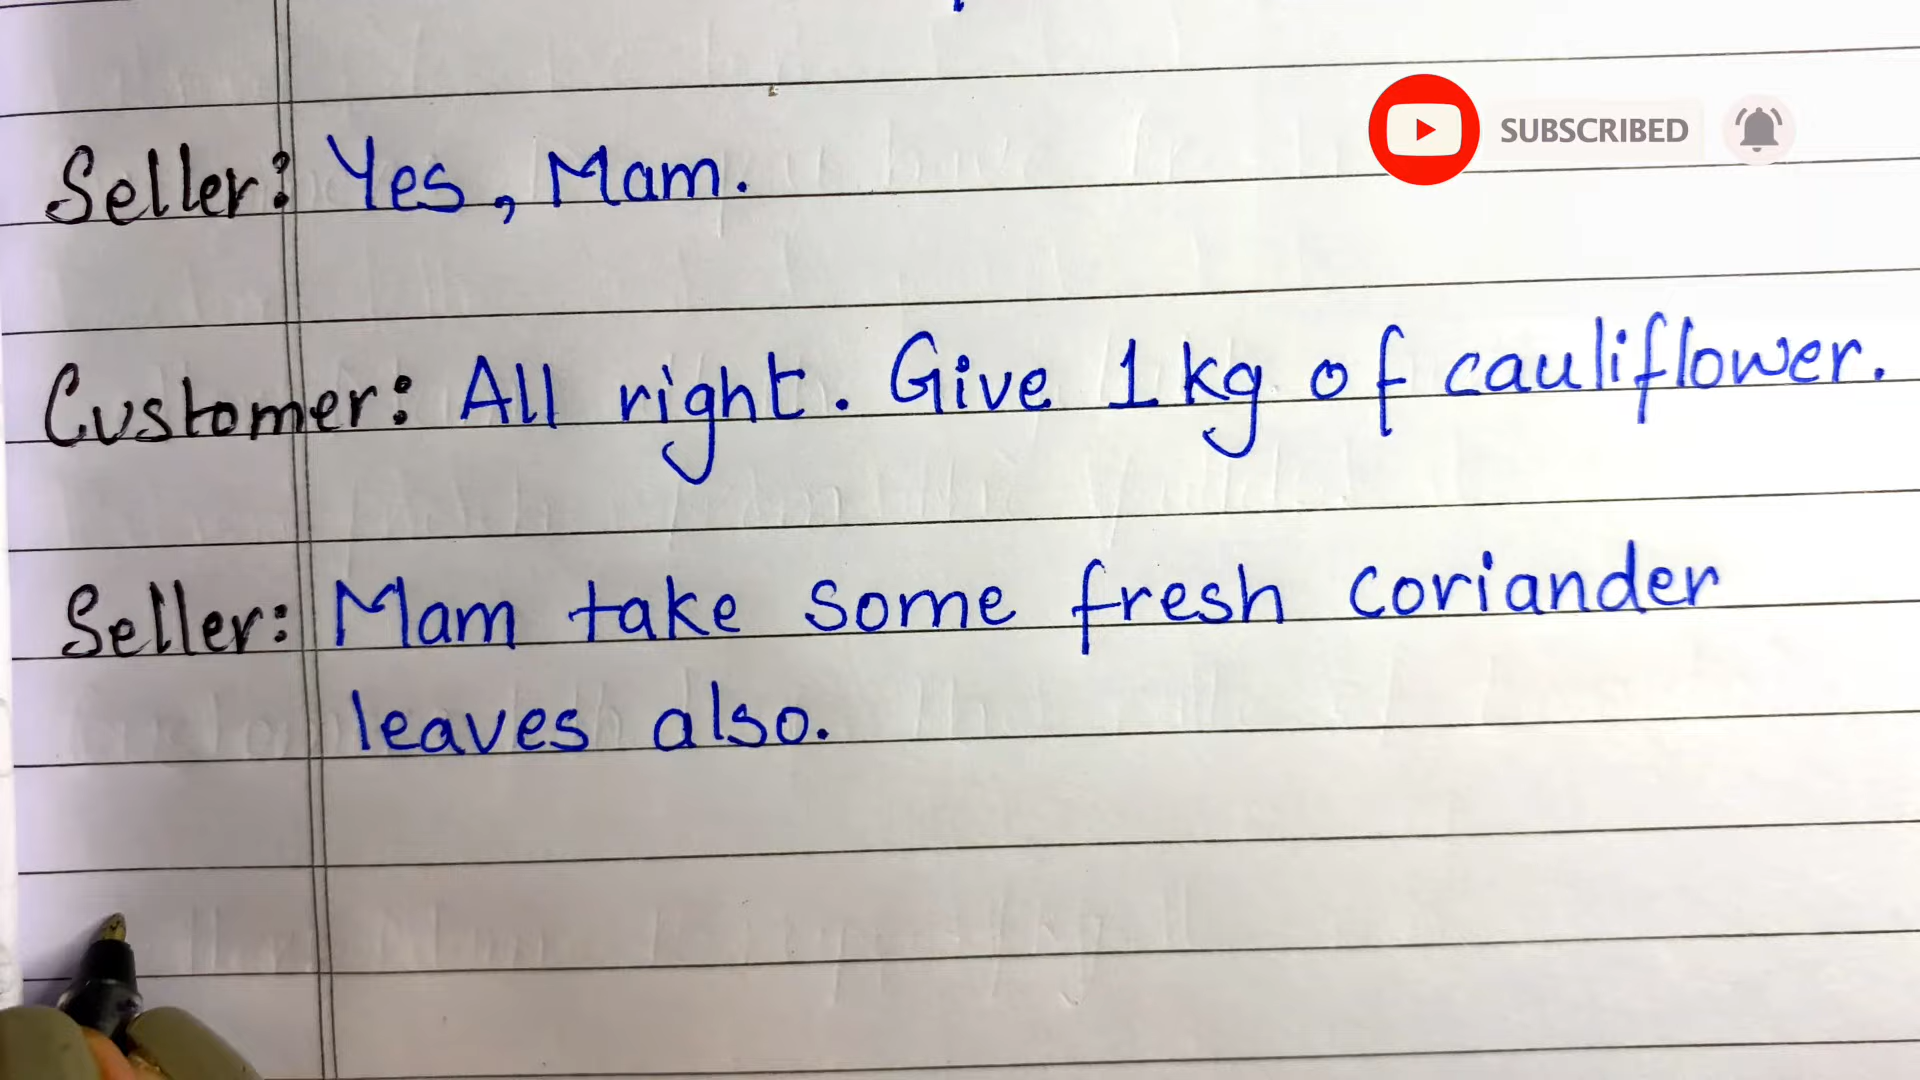 SUBSCRIBED
Seller: Yes, Mam.
Customer: All right. Give 1 kg of cauliflower.
Seller: Mam take some fresh coriander
leaves also.